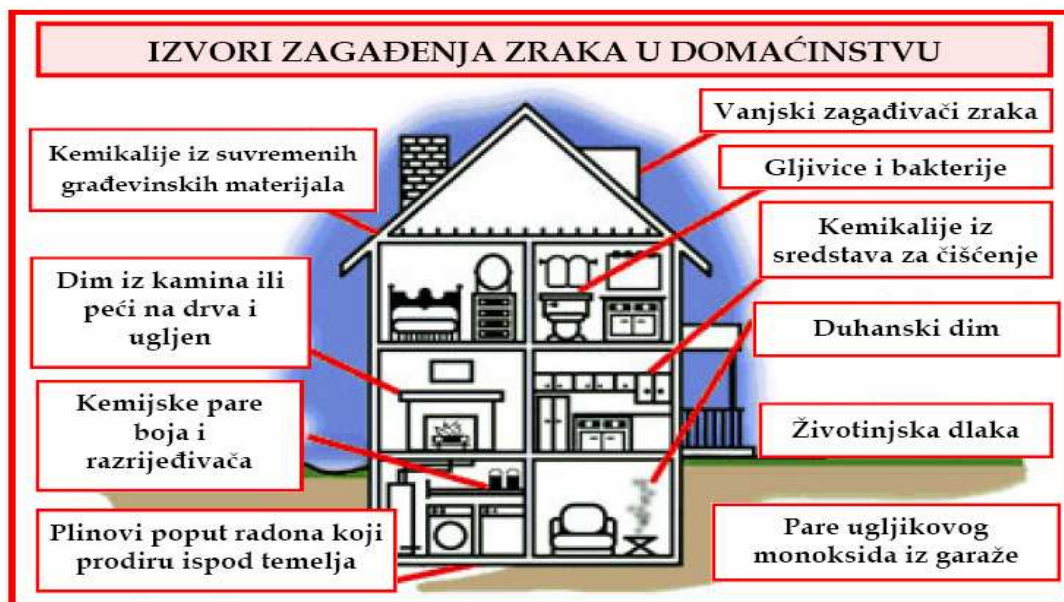 IZVORI ZAGAĐENJA ZRAKA U DOMAĆINSTVU
Kemikalije iz suvremenih
građevinskih materijala
Dim iz kamina ili
peći na drva i
ugljen
Kemijske pare
boja i
razrijeđivača
Plinovi poput radona koji
prodiru ispod temelja
Vanjski zagađivači zraka
Gljivice i bakterije
Kemikalije iz
sredstava za čišćenje
Duhanski dim
Životinjska dlaka
Pare ugljikovog
monoksida iz garaže